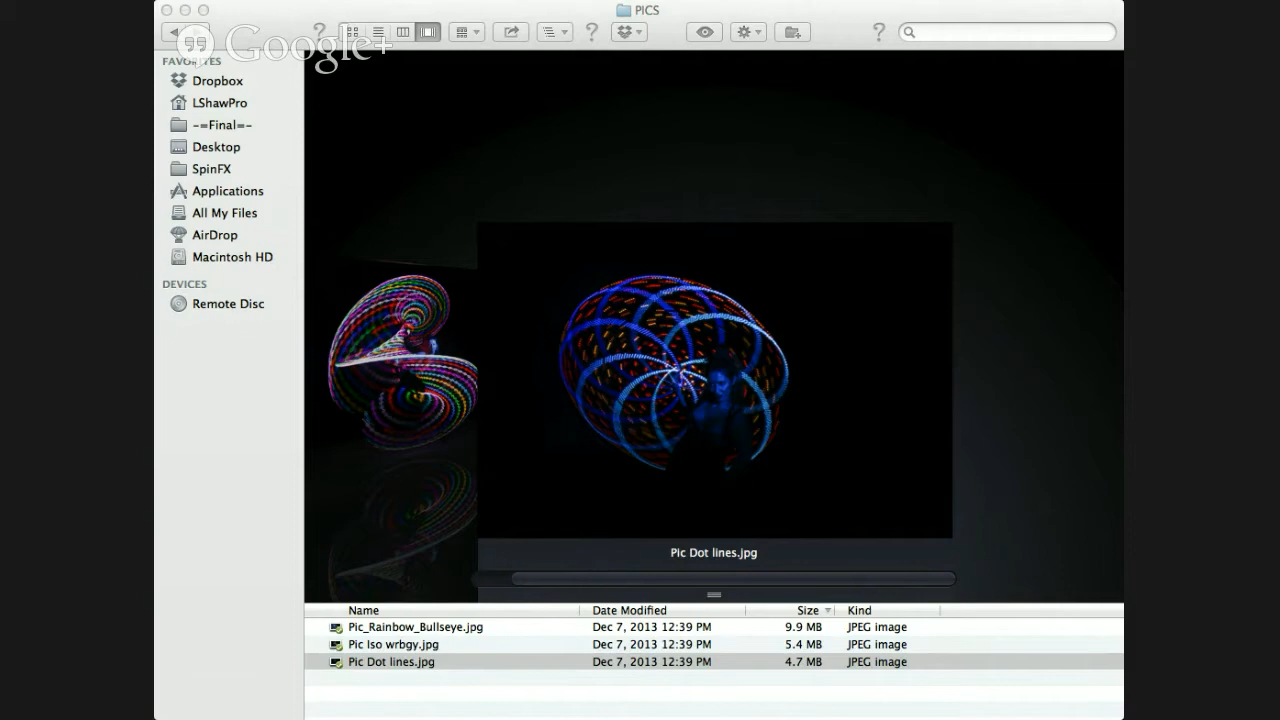 PICS
Google+
FAVORITES
Dropbox
LShawPro
-=Final=-
Desktop
SpinFX
Applications
All My Files
AirDrop
Macintosh HD
DEVICES
Remote Disc
Pic Dot lines.jpg
Name Date Modified Size Kind
Pic_Rainbow_Bullseye.jpg Dec 7, 2013 12:39 PM 9.9 MB JPEG image
Pic Iso wrbgy.jpg Dec 7, 2013 12:39 PM 5.4 MB JPEG image
Pic Dot lines.jpg Dec 7, 2013 12:39 PM 4.7 MB JPEG image